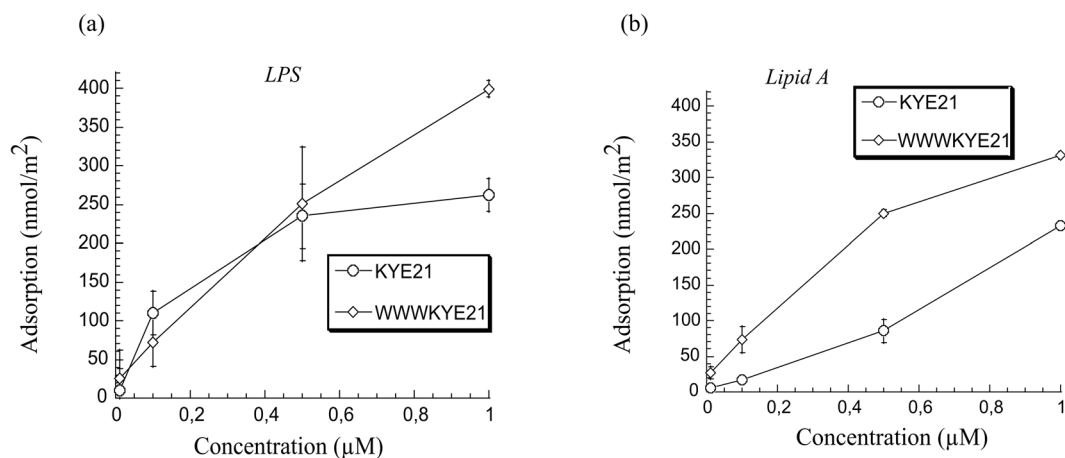 (a)
LPS
Adsorption (nmol/m²)
400
350
300
250
200
150
100
50
0
KYE21
WWWKYE21
0 0,2 0,4 0,6 0,8 1
Concentration (µM)
(b)
Lipid A
Adsorption (nmol/m²)
400
350
300
250
200
150
100
50
0
KYE21
WWWKYE21
0 0,2 0,4 0,6 0,8 1
Concentration (µM)